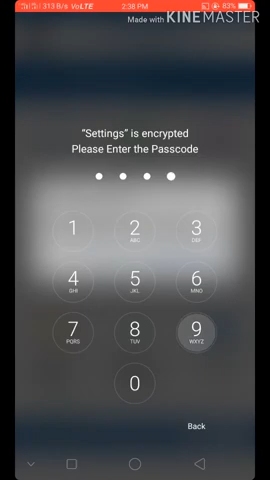 313 B/s VoLTE 2:38 PM 83%
Made with KINEMASTER
“Settings” is encrypted
Please Enter the Passcode
1 2 ABC 3 DEF
4 GHI 5 JKL 6 MNO
7 PQRS 8 TUV 9 WXYZ
0
Back